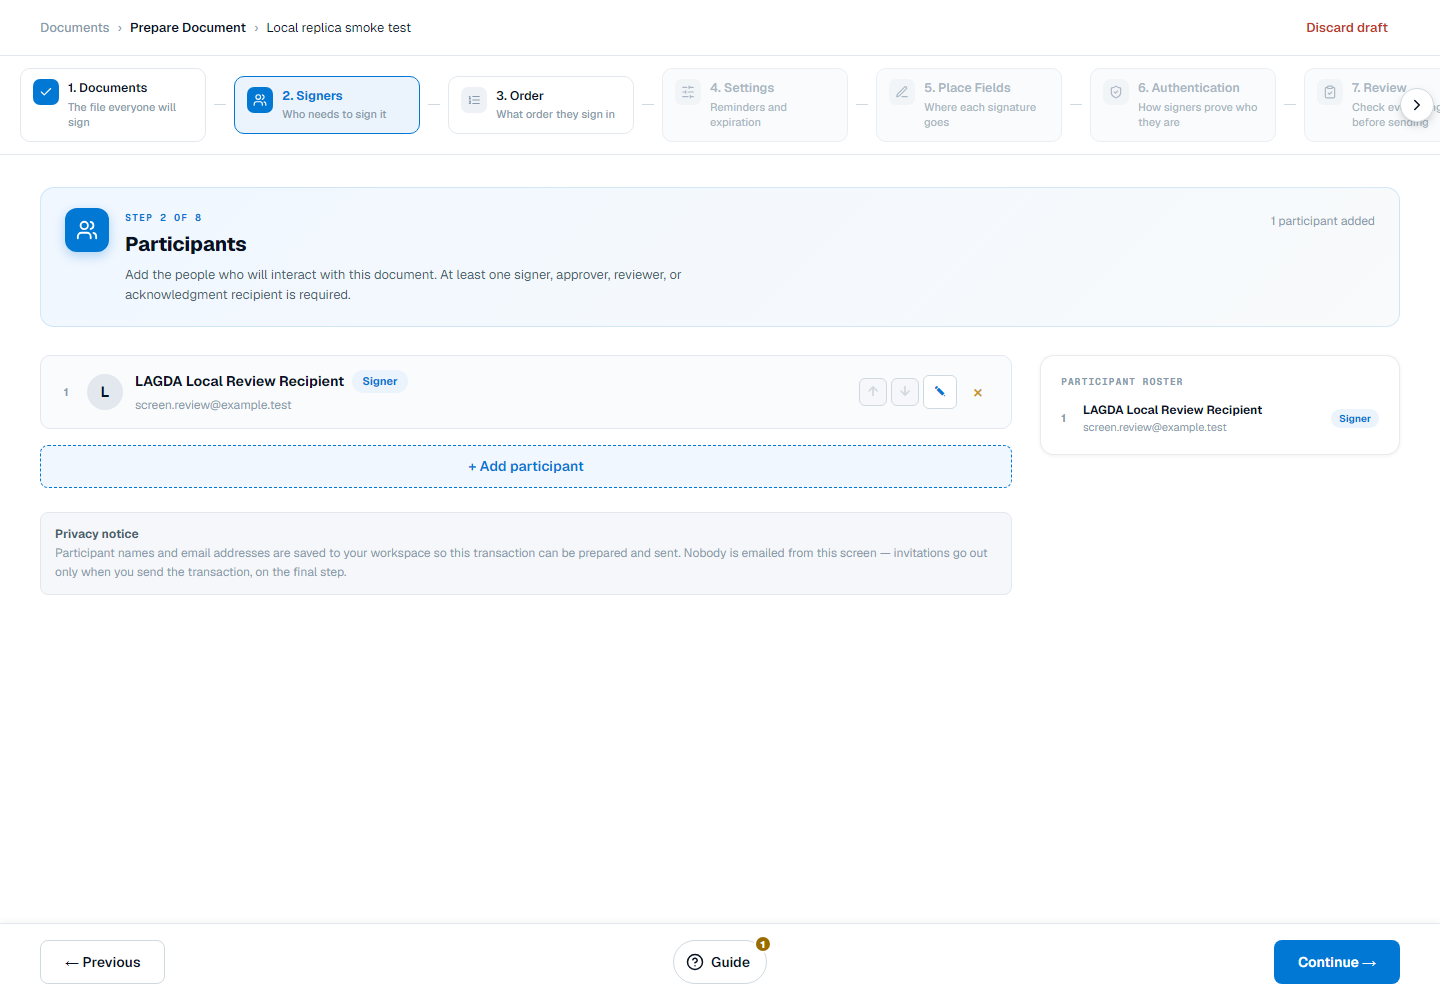 Documents › Prepare Document › Local replica smoke test
Discard draft
1. Documents
The file everyone will
sign
2. Signers
Who needs to sign it
3. Order
What order they sign in
4. Settings
Reminders and
expiration
5. Place Fields
Where each signature
goes
6. Authentication
How signers prove who
they are
7. Review
Check
before sending
STEP 2 OF 8
Participants
Add the people who will interact with this document. At least one signer, approver, reviewer, or
acknowledgment recipient is required.
1 participant added
1
L
LAGDA Local Review Recipient Signer
screen.review@example.test
+ Add participant
Privacy notice
Participant names and email addresses are saved to your workspace so this transaction can be prepared and sent. Nobody is emailed from this screen — invitations go out
only when you send the transaction, on the final step.
PARTICIPANT ROSTER
1 LAGDA Local Review Recipient Signer
screen.review@example.test
← Previous
Guide
1
Continue →